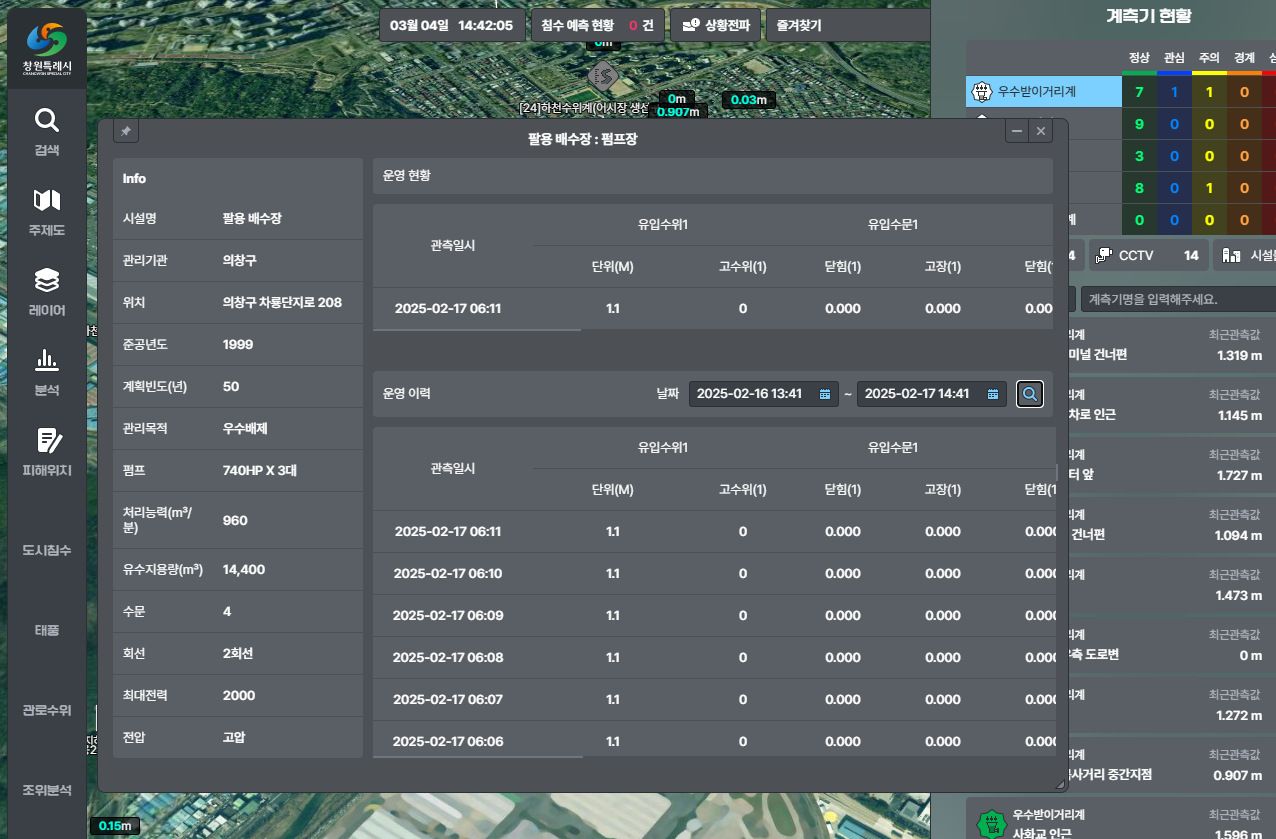 창원특례시
CHANGWON SPECIAL CITY
검색
주제도
레이어
분석
피해위치
도시침수
태풍
관로수위
조위분석
03월 04일 14:42:05
침수 예측 현황 0 건
상황전파
즐겨찾기
0m
[24]하천수위계(어시장 생선
0m
0.907m
0.03m
0.15m
팔용 배수장 : 펌프장
Info
시설명 팔용 배수장
관리기관 의창구
위치 의창구 차룡단지로 208
준공년도 1999
계획빈도(년) 50
관리목적 우수배제
펌프 740HP X 3대
처리능력(m³/
분) 960
유수지용량(m³) 14,400
수문 4
회선 2회선
최대전력 2000
전압 고압
운영 현황
관측일시 유입수위1 유입수문1
단위(M) 고수위(1) 닫힘(1) 고장(1) 닫힘(1
2025-02-17 06:11 1.1 0 0.000 0.000 0.00
운영 이력 날짜 2025-02-16 13:41 ~ 2025-02-17 14:41
관측일시 유입수위1 유입수문1
단위(M) 고수위(1) 닫힘(1) 고장(1) 닫힘(1
2025-02-17 06:11 1.1 0 0.000 0.000 0.000
2025-02-17 06:10 1.1 0 0.000 0.000 0.000
2025-02-17 06:09 1.1 0 0.000 0.000 0.000
2025-02-17 06:08 1.1 0 0.000 0.000 0.000
2025-02-17 06:07 1.1 0 0.000 0.000 0.000
2025-02-17 06:06 1.1 0 0.000 0.000 0.000
계측기 현황
정상 관심 주의 경계
우수받이거리계 7 1 1 0
9 0 0 0
3 0 0 0
8 0 1 0
계 0 0 0 0
4 CCTV 14 시설
계측기명을 입력해주세요.
리계 최근관측값
미널 건너편 1.319 m
리계 최근관측값
차로 인근 1.145 m
리계 최근관측값
터 앞 1.727 m
리계 최근관측값
건너편 1.094 m
리계 최근관측값
1.473 m
리계 최근관측값
우측 도로변 0 m
리계 최근관측값
1.272 m
리계 최근관측값
사거리 중간지점 0.907 m
우수받이거리계 최근관측값
사화교 인근 1.596 m